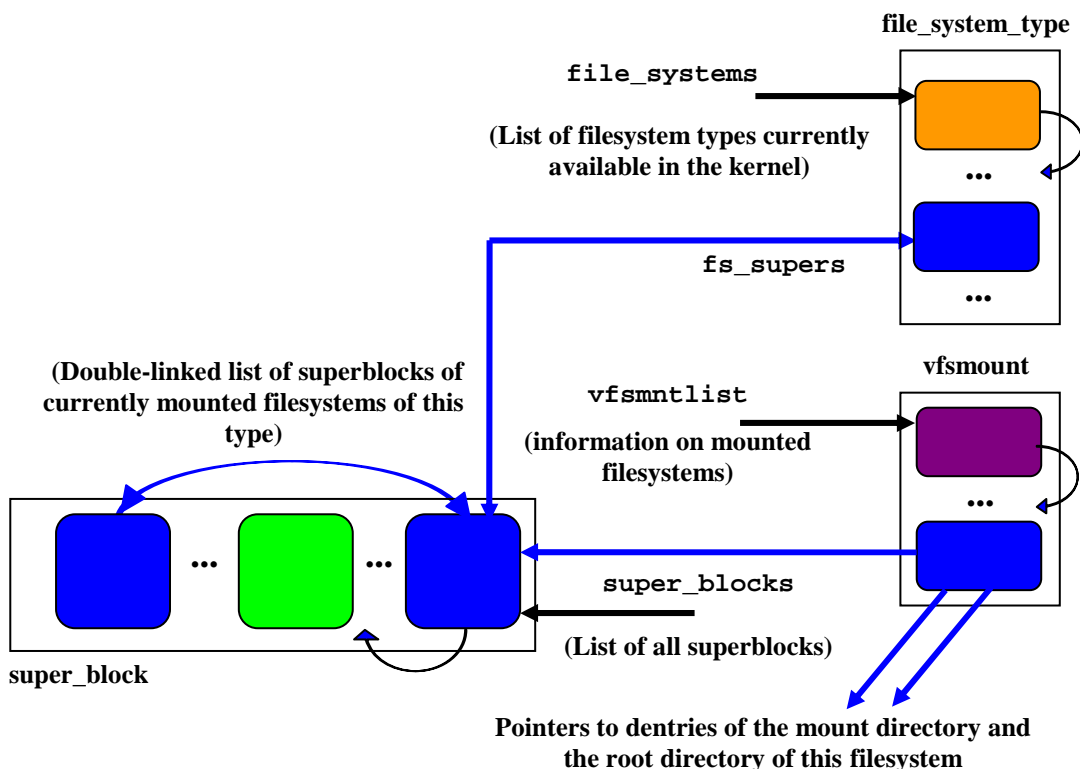 file_system_type
file_systems
(List of filesystem types currently
available in the kernel)
...
fs_supers
...
(Double-linked list of superblocks of
currently mounted filesystems of this
type)
vfsmount
vfsmntlist
(information on mounted
filesystems)
...
... ...
super_blocks
(List of all superblocks)
super_block
Pointers to dentries of the mount directory and
the root directory of this filesystem